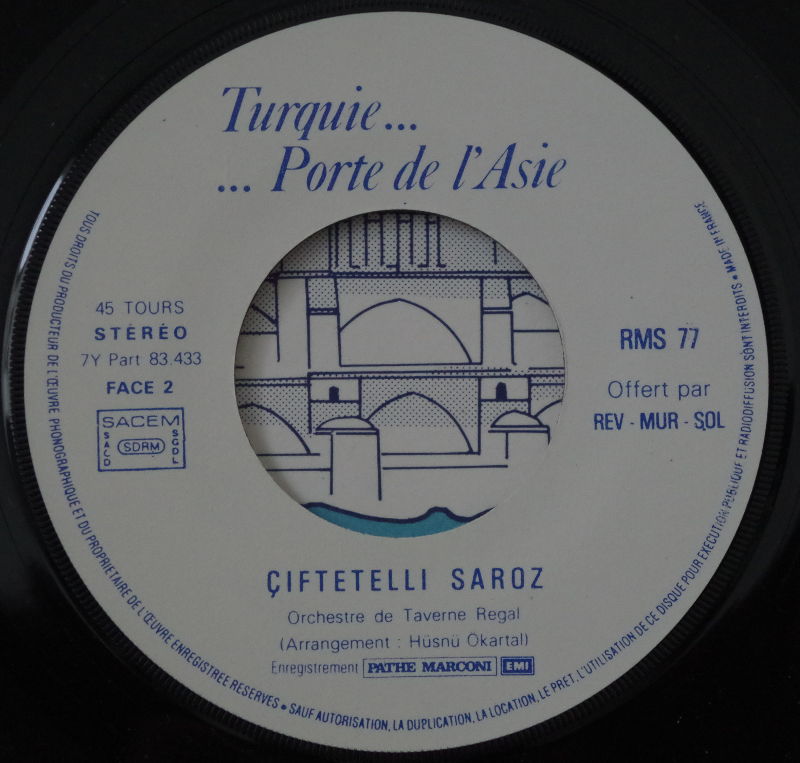 Turquie...
... Porte de l'Asie
45 TOURS
STÉRÉO
7Y Part 83.433
FACE 2
SACEM
SACD
SDRM
SGDL
RMS 77
Offert par
REV - MUR - SOL
ÇIFTETELLI SAROZ
Orchestre de Taverne Regal
(Arrangement : Hüsnü Ökartal)
Enregistrement PATHE MARCONI EMI
TOUS DROITS DU PRODUCTEUR DE L'ŒUVRE PHONOGRAPHIQUE ET DU PROPRIETAIRE DE L'ŒUVRE ENREGISTREE RESERVES • SAUF AUTORISATION, LA DUPLICATION, LA LOCATION, LE PRET, L'UTILISATION DE CE DISQUE POUR EXECUTION PUBLIQUE ET RADIODIFFUSION SONT INTERDITS • MADE IN FRANCE